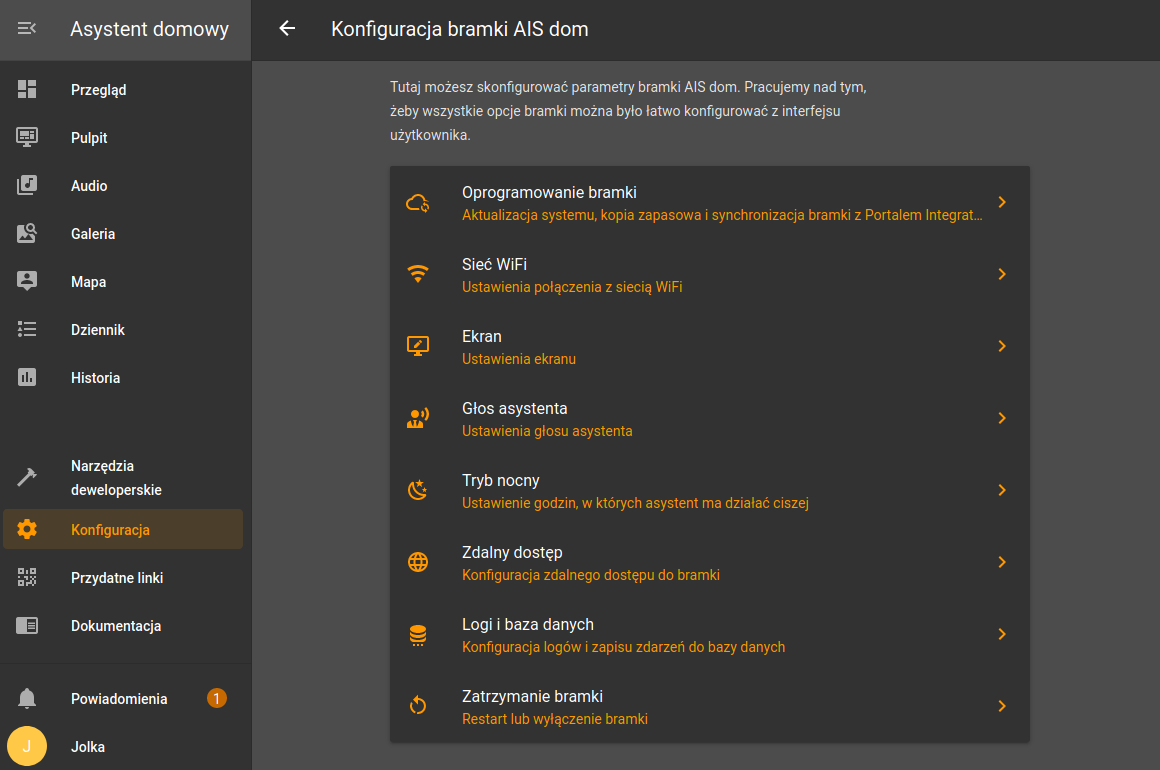 Asystent domowy
Przegląd
Pulpit
Audio
Galeria
Mapa
Dziennik
Historia
Narzędzia
deweloperskie
Konfiguracja
Przydatne linki
Dokumentacja
Powiadomienia 1
J Jolka
Konfiguracja bramki AIS dom
Tutaj możesz skonfigurować parametry bramki AIS dom. Pracujemy nad tym,
żeby wszystkie opcje bramki można było łatwo konfigurować z interfejsu
użytkownika.
Oprogramowanie bramki
Aktualizacja systemu, kopia zapasowa i synchronizacja bramki z Portalem Integrat...
Sieć WiFi
Ustawienia połączenia z siecią WiFi
Ekran
Ustawienia ekranu
Głos asystenta
Ustawienia głosu asystenta
Tryb nocny
Ustawienie godzin, w których asystent ma działać ciszej
Zdalny dostęp
Konfiguracja zdalnego dostępu do bramki
Logi i baza danych
Konfiguracja logów i zapisu zdarzeń do bazy danych
Zatrzymanie bramki
Restart lub wyłączenie bramki